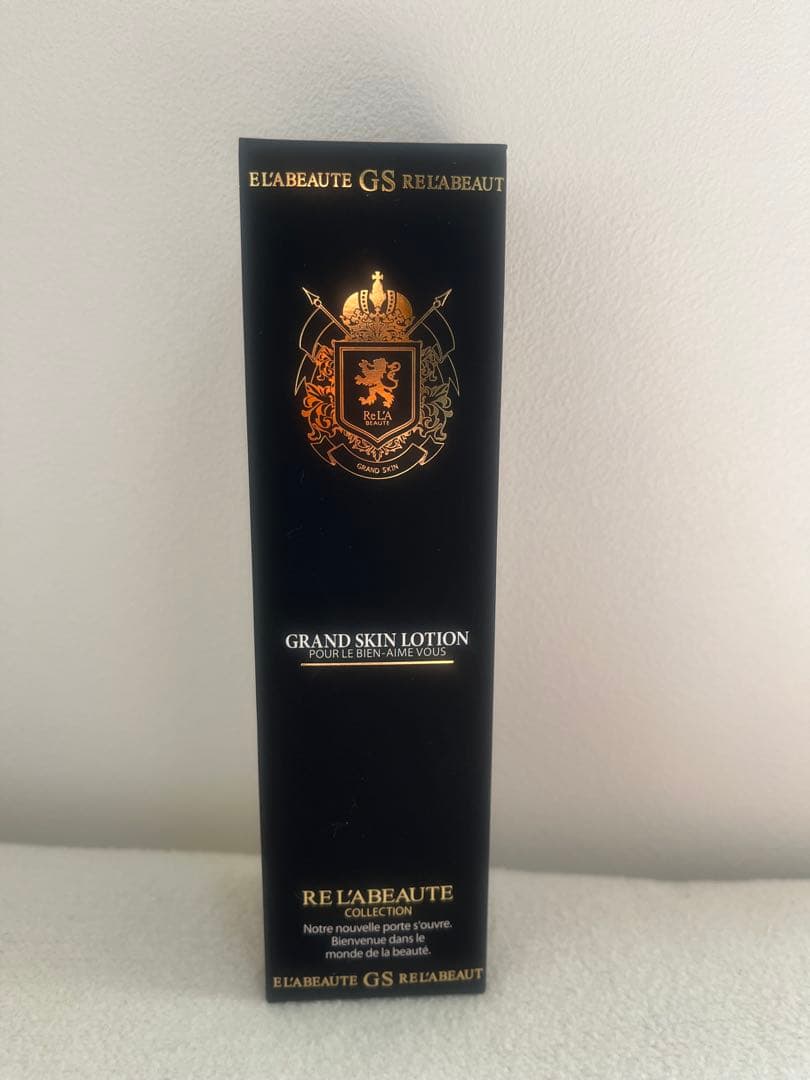 E L'ABEAUTE GS RE L'ABEAUT
ReL'A
BEAUTE
GRAND SKIN
GRAND SKIN LOTION
POUR LE BIEN-AIME VOUS
RE L'ABEAUTE
COLLECTION
Notre nouvelle porte s'ouvre.
Bienvenue dans le
monde de la beauté.
E L'ABEAUTE GS RE L'ABEAUT